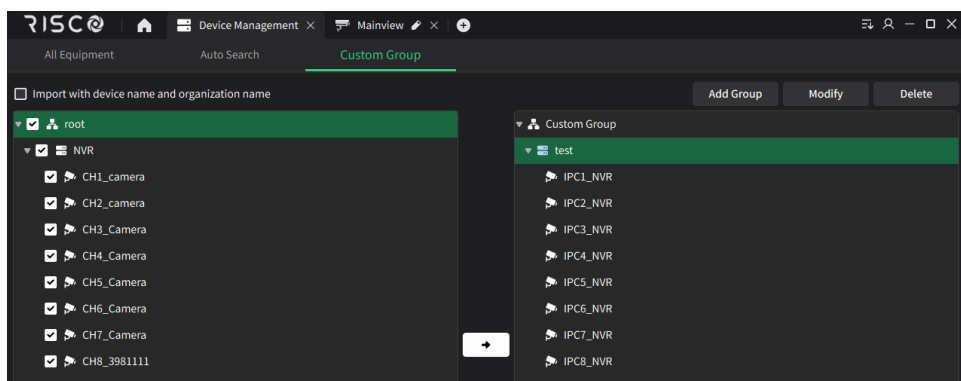 RISCO Device Management Mainview
All Equipment Auto Search Custom Group
Import with device name and organization name Add Group Modify Delete
root
NVR
CH1_camera
CH2_camera
CH3_Camera
CH4_Camera
CH5_Camera
CH6_Camera
CH7_Camera
CH8_3981111
Custom Group
test
IPC1_NVR
IPC2_NVR
IPC3_NVR
IPC4_NVR
IPC5_NVR
IPC6_NVR
IPC7_NVR
IPC8_NVR